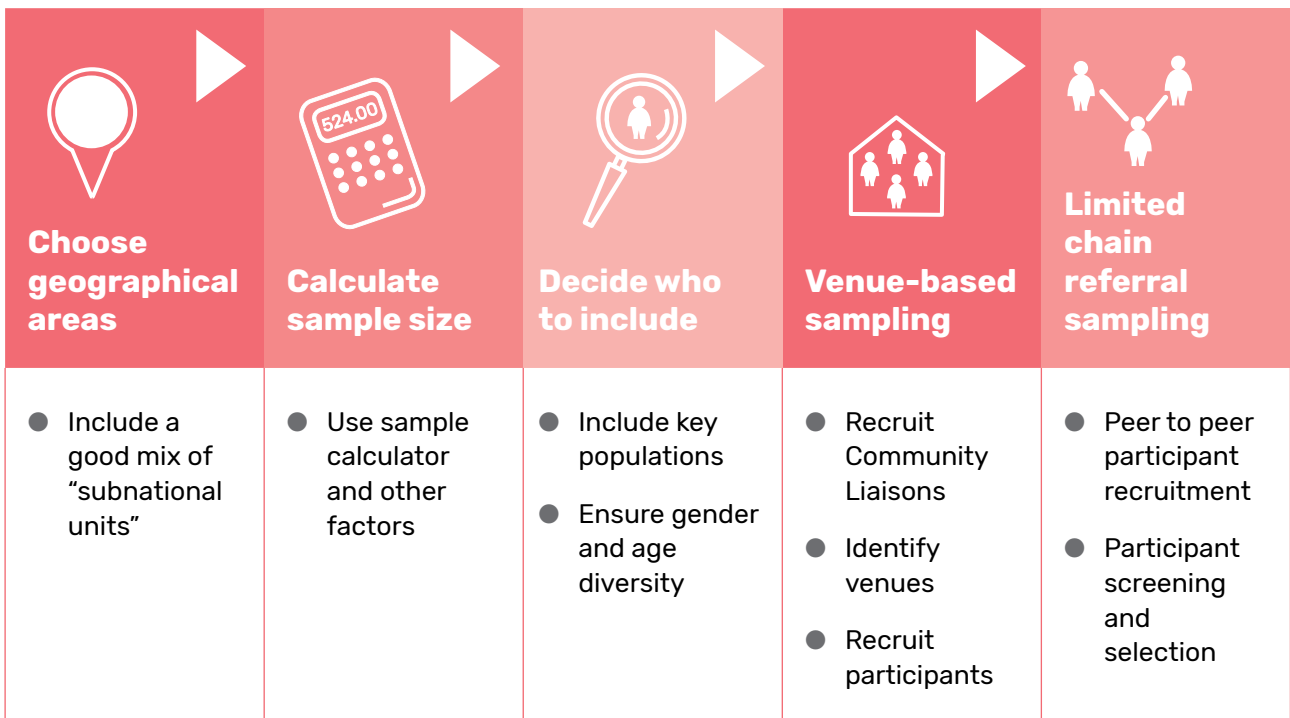 Choose
geographical
areas
Include a
good mix of
“subnational
units”
524.00
Calculate
sample size
Use sample
calculator
and other
factors
Decide who
to include
Include key
populations
Ensure gender
and age
diversity
Venue-based
sampling
Recruit
Community
Liaisons
Identify
venues
Recruit
participants
Limited
chain
referral
sampling
Peer to peer
participant
recruitment
Participant
screening
and
selection